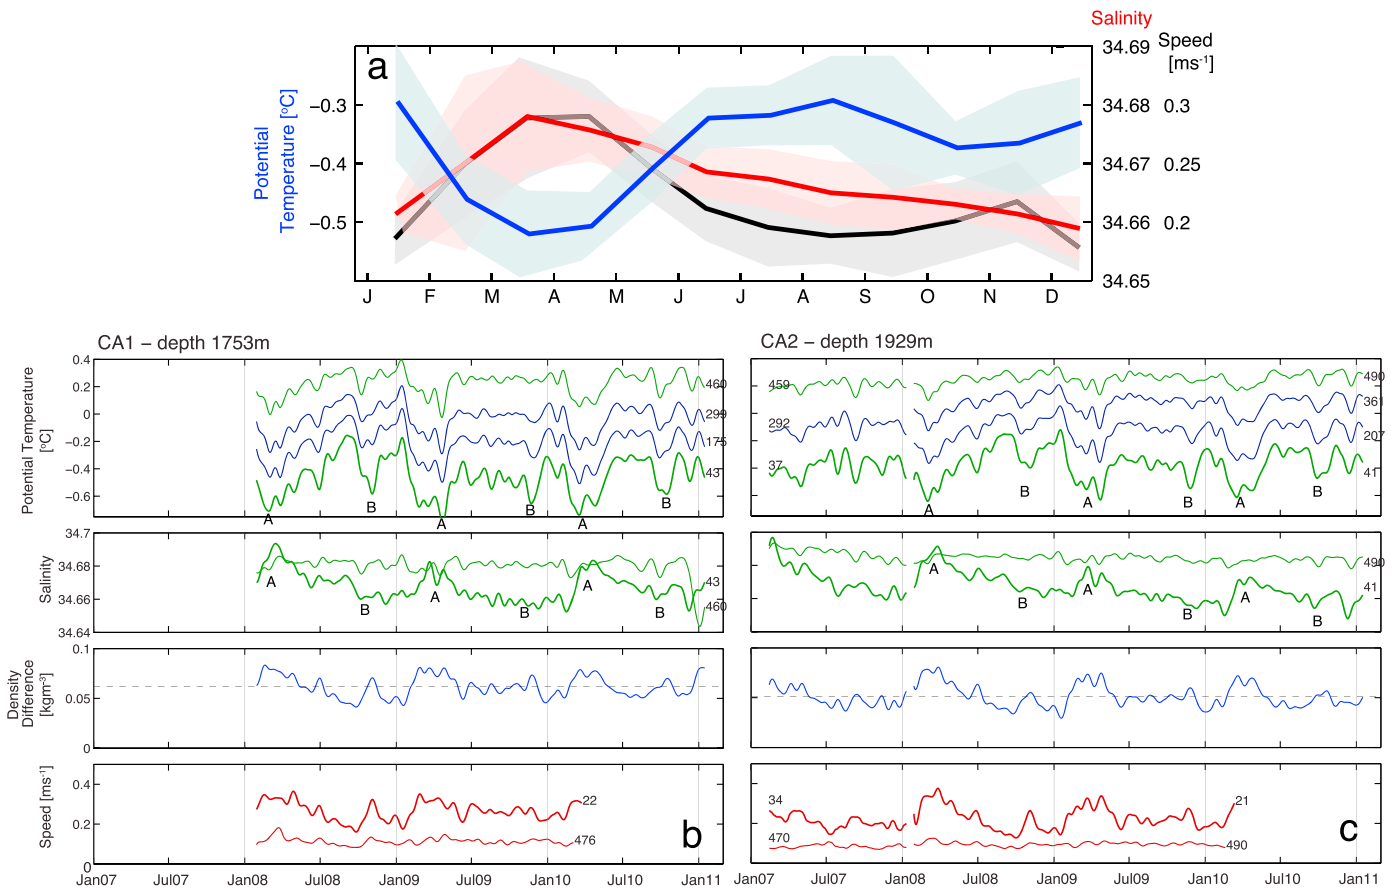 Salinity
Speed
[ms⁻¹]
a
Potential
Temperature [°C]
−0.3
−0.4
−0.5
34.69
34.68
34.67
34.66
34.65
0.3
0.25
0.2
J F M A M J J A S O N D
CA1 − depth 1753m
Potential Temperature
[°C]
0.4
0.2
0
−0.2
−0.4
−0.6
460
299
175
43
A B A B A B
Salinity
34.7
34.68
34.66
34.64
43
460
A B A B A B
Density
Difference
[kgm⁻³]
0.1
0.05
0
Speed [ms⁻¹]
0.4
0.2
0
22
476
b
Jan07 Jul07 Jan08 Jul08 Jan09 Jul09 Jan10 Jul10 Jan11
CA2 − depth 1929m
459
292
37
490
361
207
41
A B A B A B
490
41
A B A B A B
34
470
21
490
c
Jan07 Jul07 Jan08 Jul08 Jan09 Jul09 Jan10 Jul10 Jan11